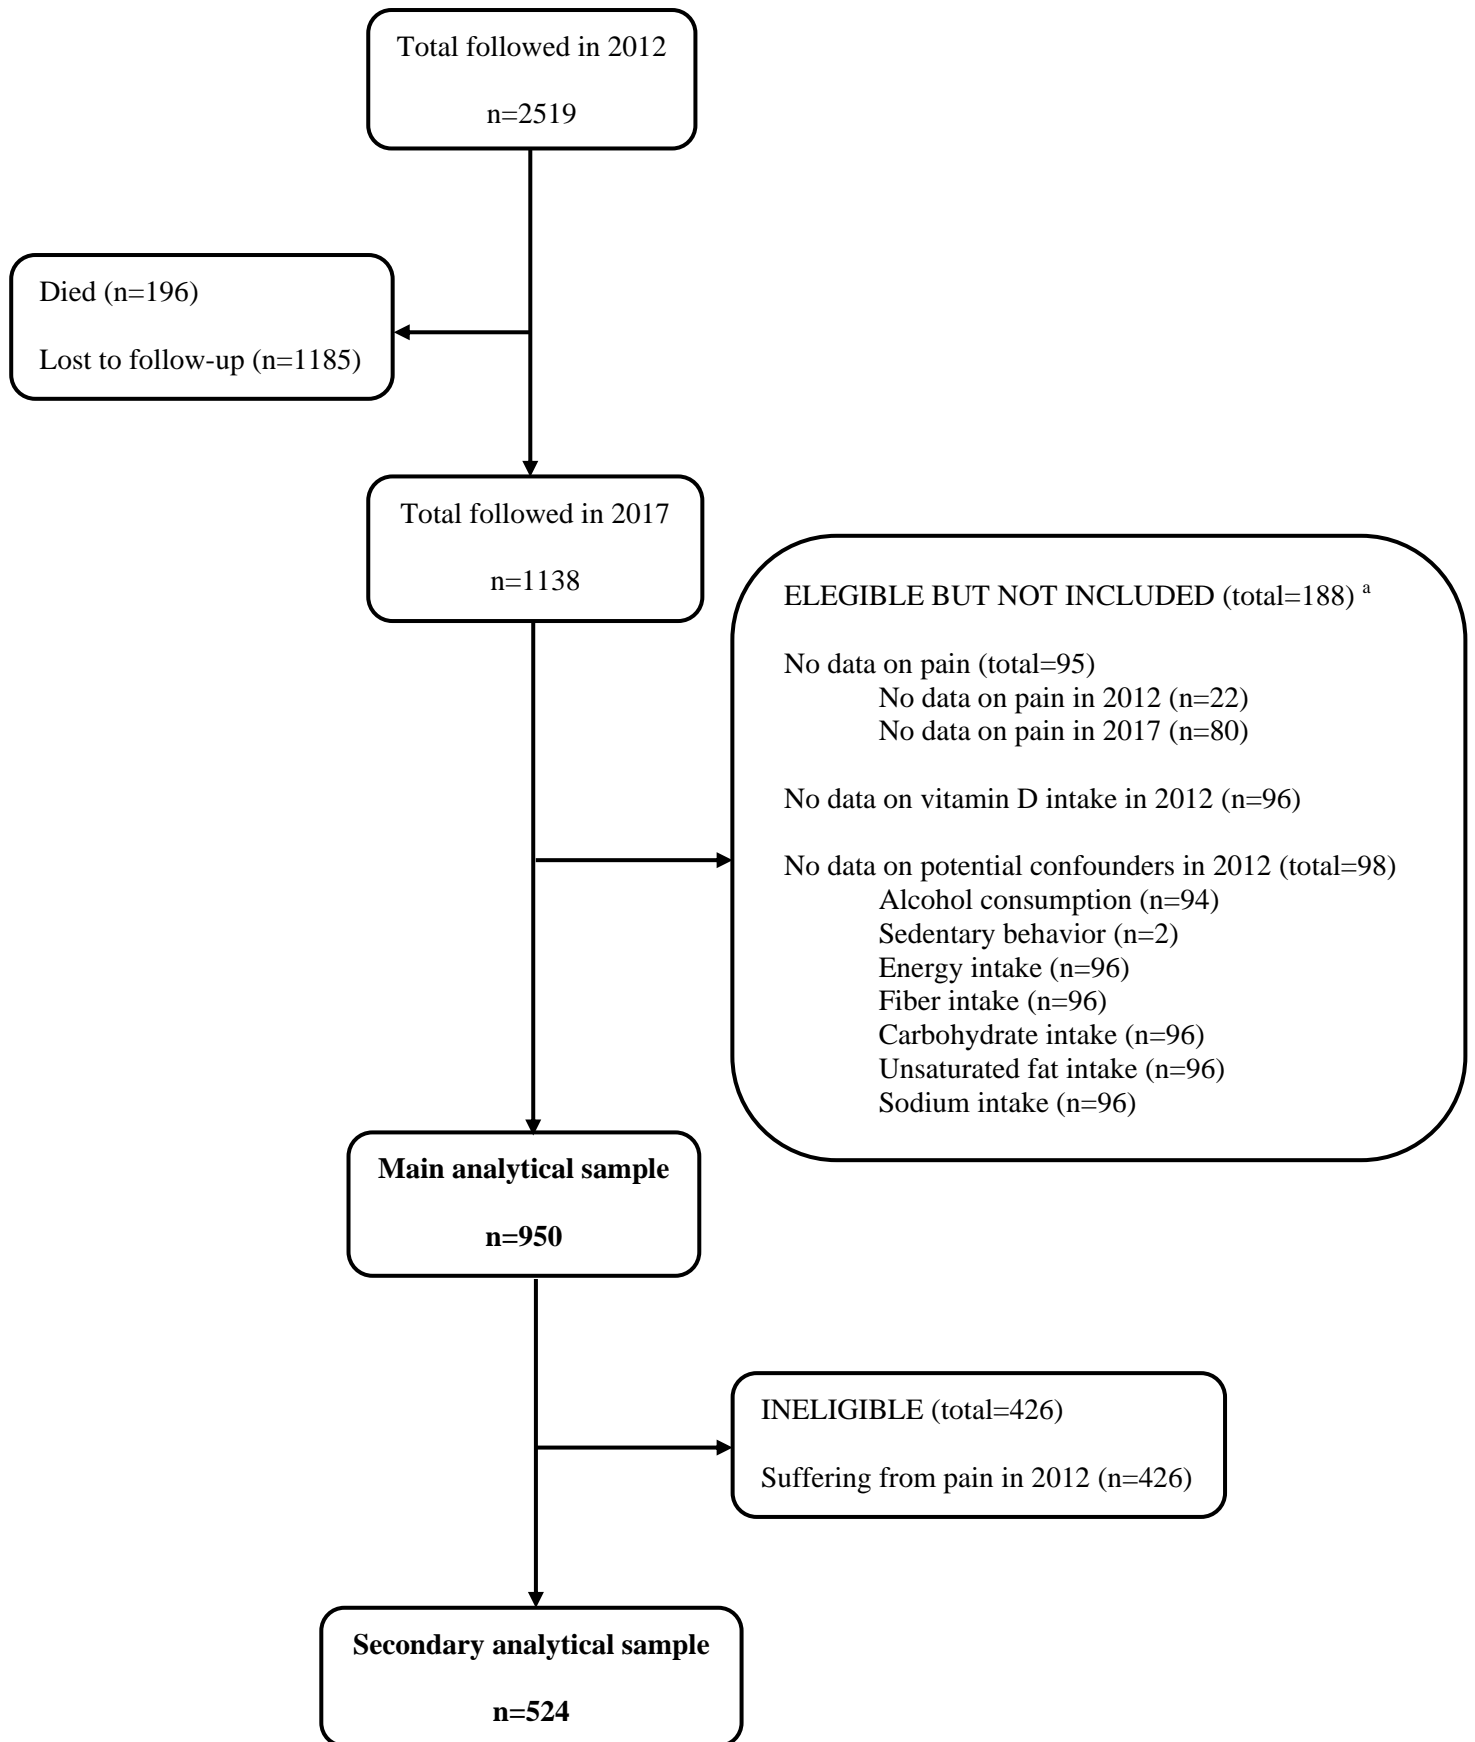 Total followed in 2012
n=2519
Died (n=196)
Lost to follow-up (n=1185)
Total followed in 2017
n=1138
ELEGIBLE BUT NOT INCLUDED (total=188) a
No data on pain (total=95)
No data on pain in 2012 (n=22)
No data on pain in 2017 (n=80)
No data on vitamin D intake in 2012 (n=96)
No data on potential confounders in 2012 (total=98)
Alcohol consumption (n=94)
Sedentary behavior (n=2)
Energy intake (n=96)
Fiber intake (n=96)
Carbohydrate intake (n=96)
Unsaturated fat intake (n=96)
Sodium intake (n=96)
Main analytical sample
n=950
INELIGIBLE (total=426)
Suffering from pain in 2012 (n=426)
Secondary analytical sample
n=524